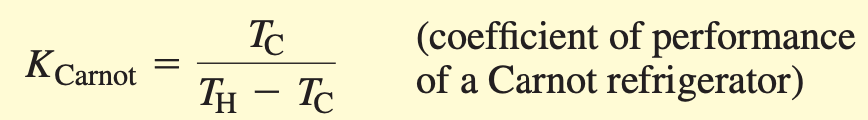 K_Carnot = T_C / (T_H − T_C) (coefficient of performance
of a Carnot refrigerator)